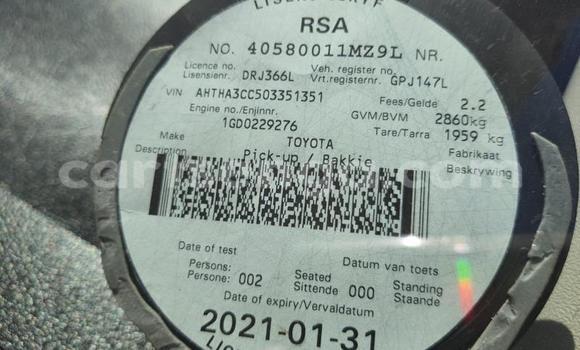 RSA
NO. 40580011MZ9L NR.
Licence no. Veh. register no.
Lisensienr. DRJ366L Vrt.registernr. GPJ147L
VIN AHTHA3CC503351351 Fees/Gelde 2.2
Engine no./Enjinnr. GVM/BVM 2860kg
1GD0229276 Tare/Tarra 1959 kg
Make TOYOTA Fabrikaat
Description Pick-up / Bakkie Beskrywing
Date of test Datum van toets
Persons: Seated Standing
Persone: 002 Sittende 000 Staande
Date of expiry/Vervaldatum
2021-01-31